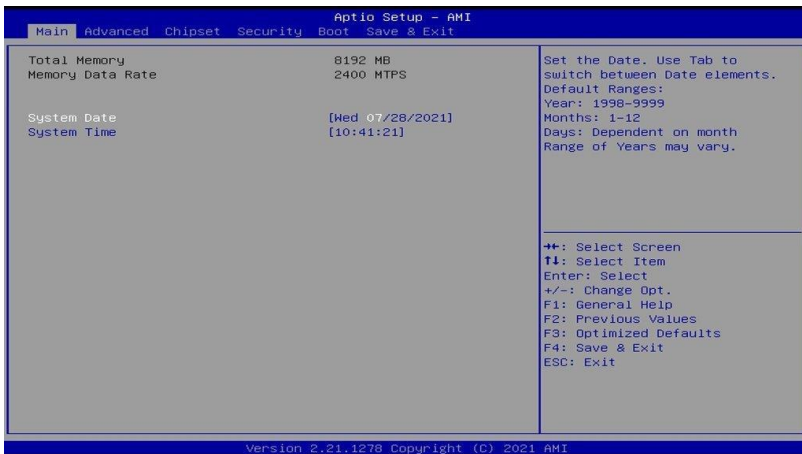 Aptio Setup - AMI
Main Advanced Chipset Security Boot Save & Exit
Total Memory 8192 MB
Memory Data Rate 2400 MTPS
System Date [Wed 07/28/2021]
System Time [10:41:21]
Set the Date. Use Tab to
switch between Date elements.
Default Ranges:
Year: 1998-9999
Months: 1-12
Days: Dependent on month
Range of Years may vary.
→←: Select Screen
↑↓: Select Item
Enter: Select
+/-: Change Opt.
F1: General Help
F2: Previous Values
F3: Optimized Defaults
F4: Save & Exit
ESC: Exit
Version 2.21.1278 Copyright (C) 2021 AMI